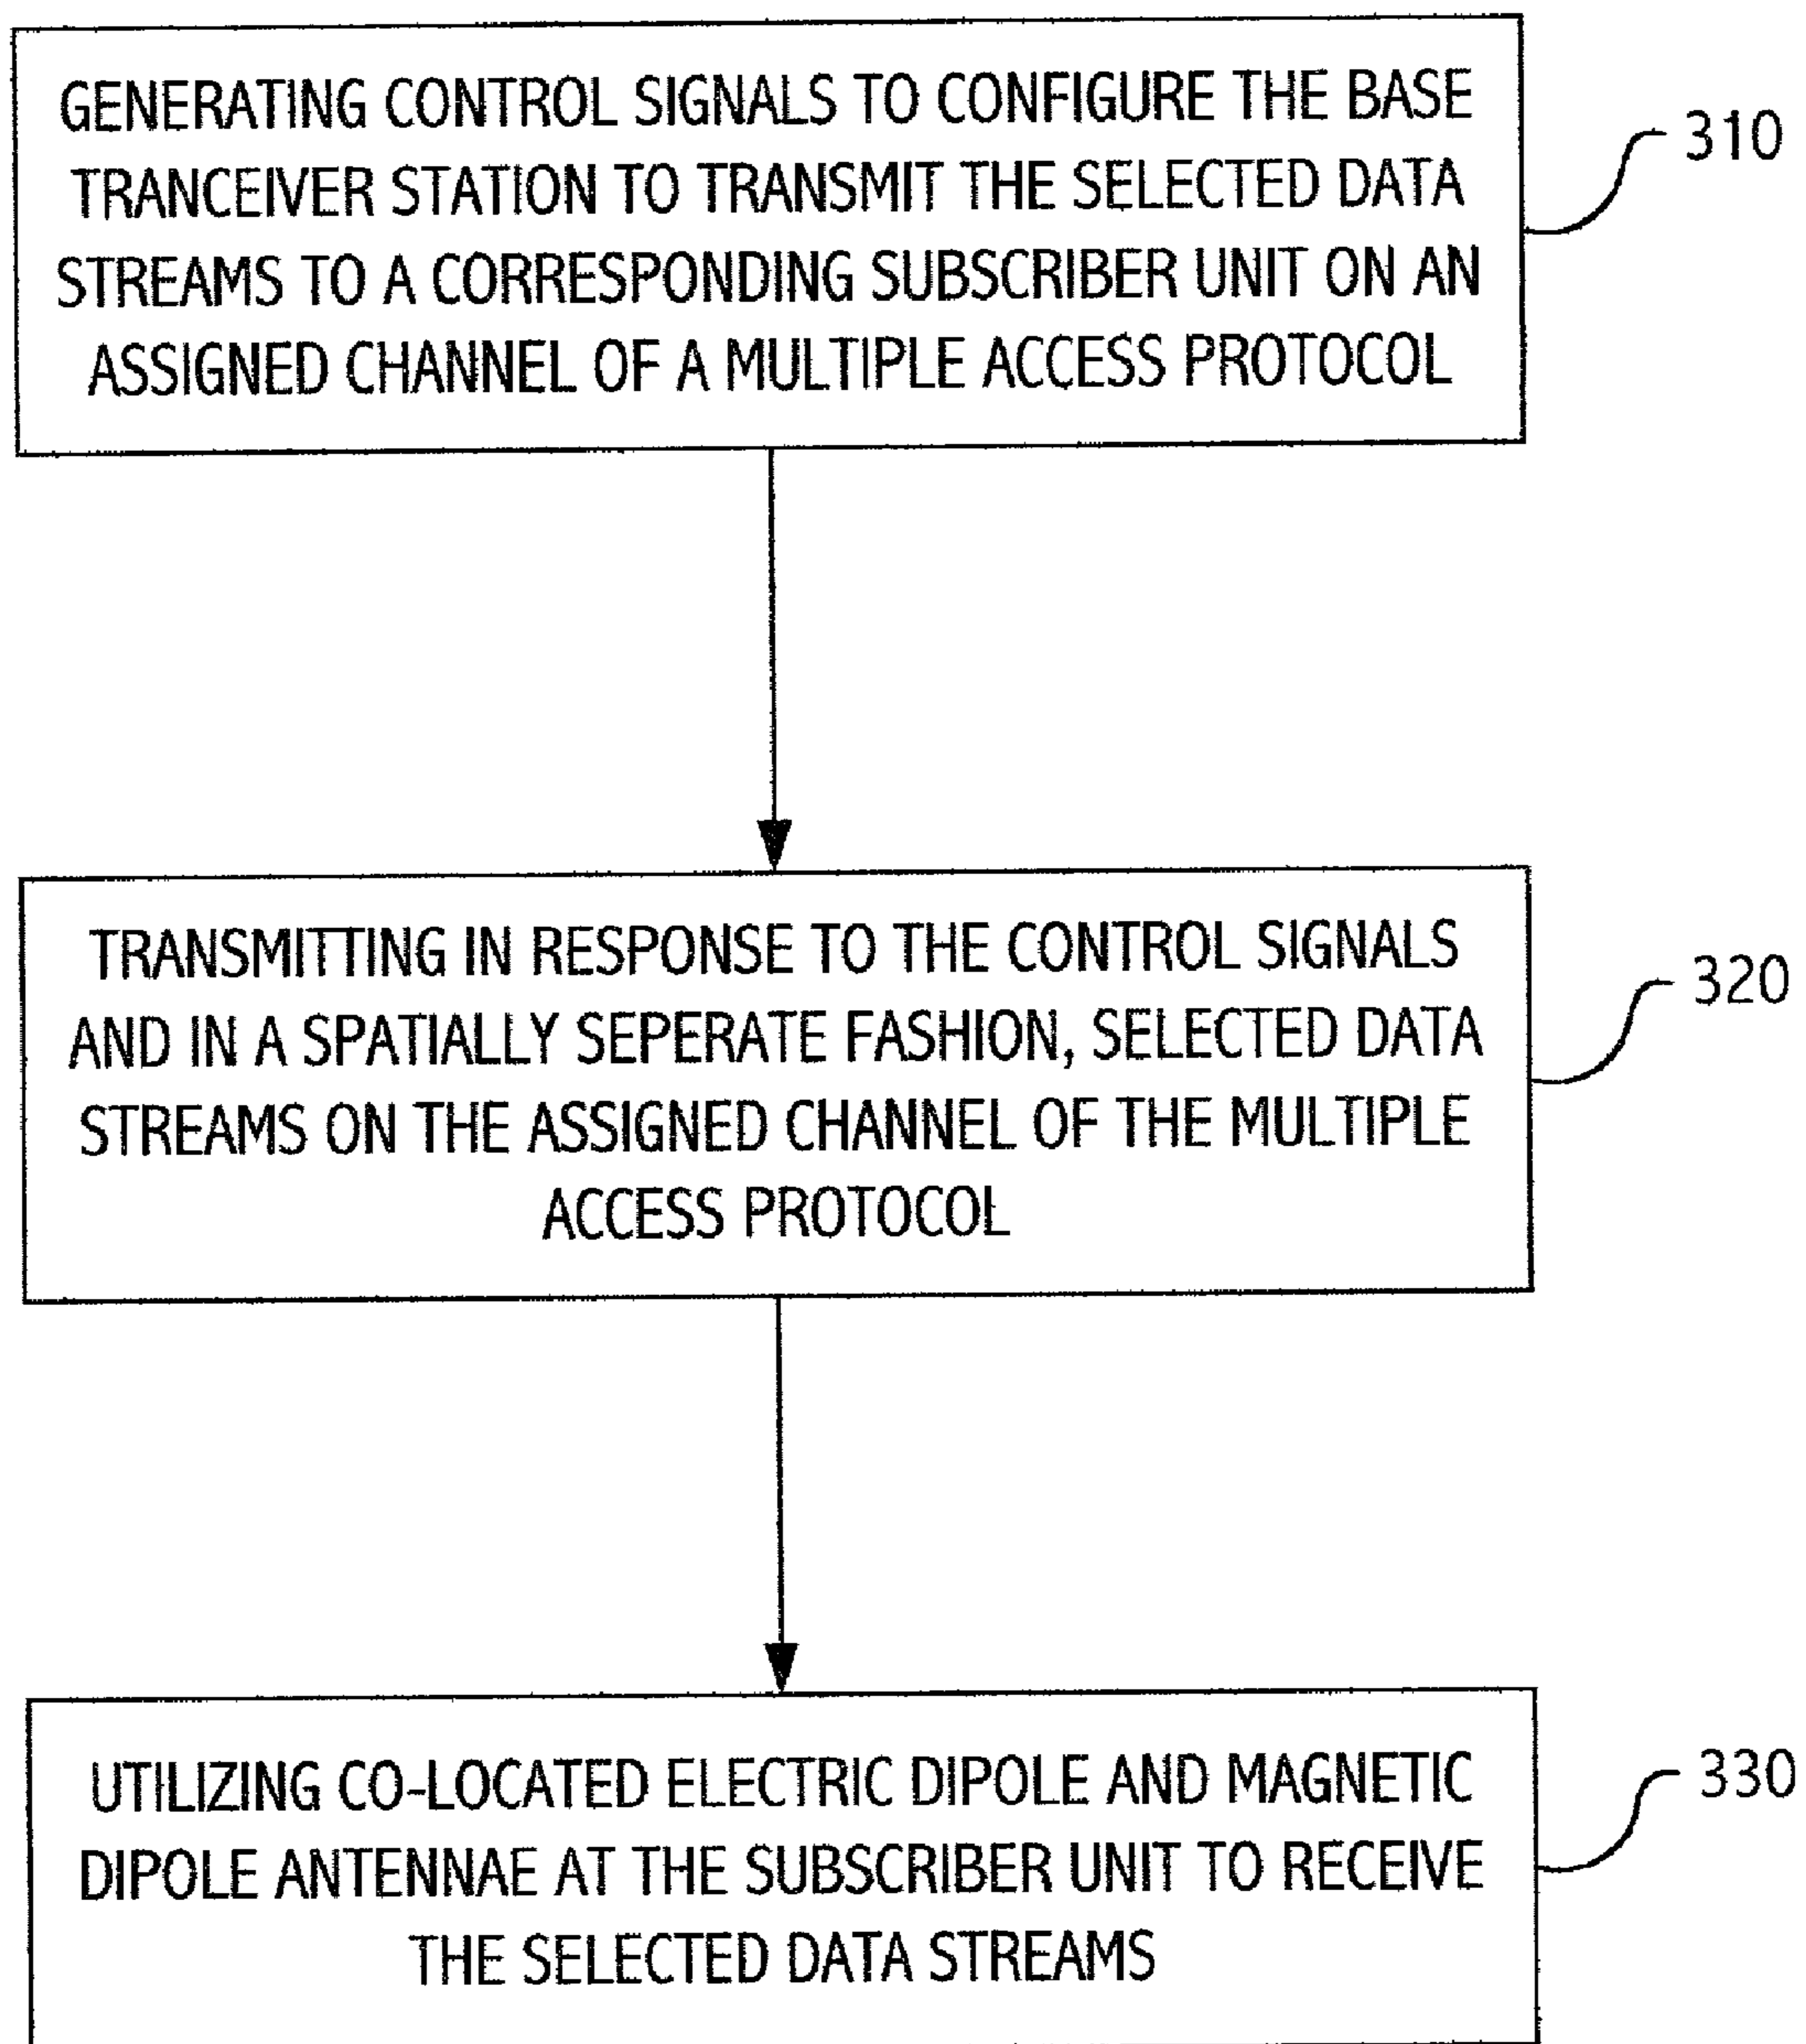 GENERATING CONTROL SIGNALS TO CONFIGURE THE BASE
TRANCEIVER STATION TO TRANSMIT THE SELECTED DATA
STREAMS TO A CORRESPONDING SUBSCRIBER UNIT ON AN
ASSIGNED CHANNEL OF A MULTIPLE ACCESS PROTOCOL
310
TRANSMITTING IN RESPONSE TO THE CONTROL SIGNALS
AND IN A SPATIALLY SEPERATE FASHION, SELECTED DATA
STREAMS ON THE ASSIGNED CHANNEL OF THE MULTIPLE
ACCESS PROTOCOL
320
UTILIZING CO-LOCATED ELECTRIC DIPOLE AND MAGNETIC
DIPOLE ANTENNAE AT THE SUBSCRIBER UNIT TO RECEIVE
THE SELECTED DATA STREAMS
330